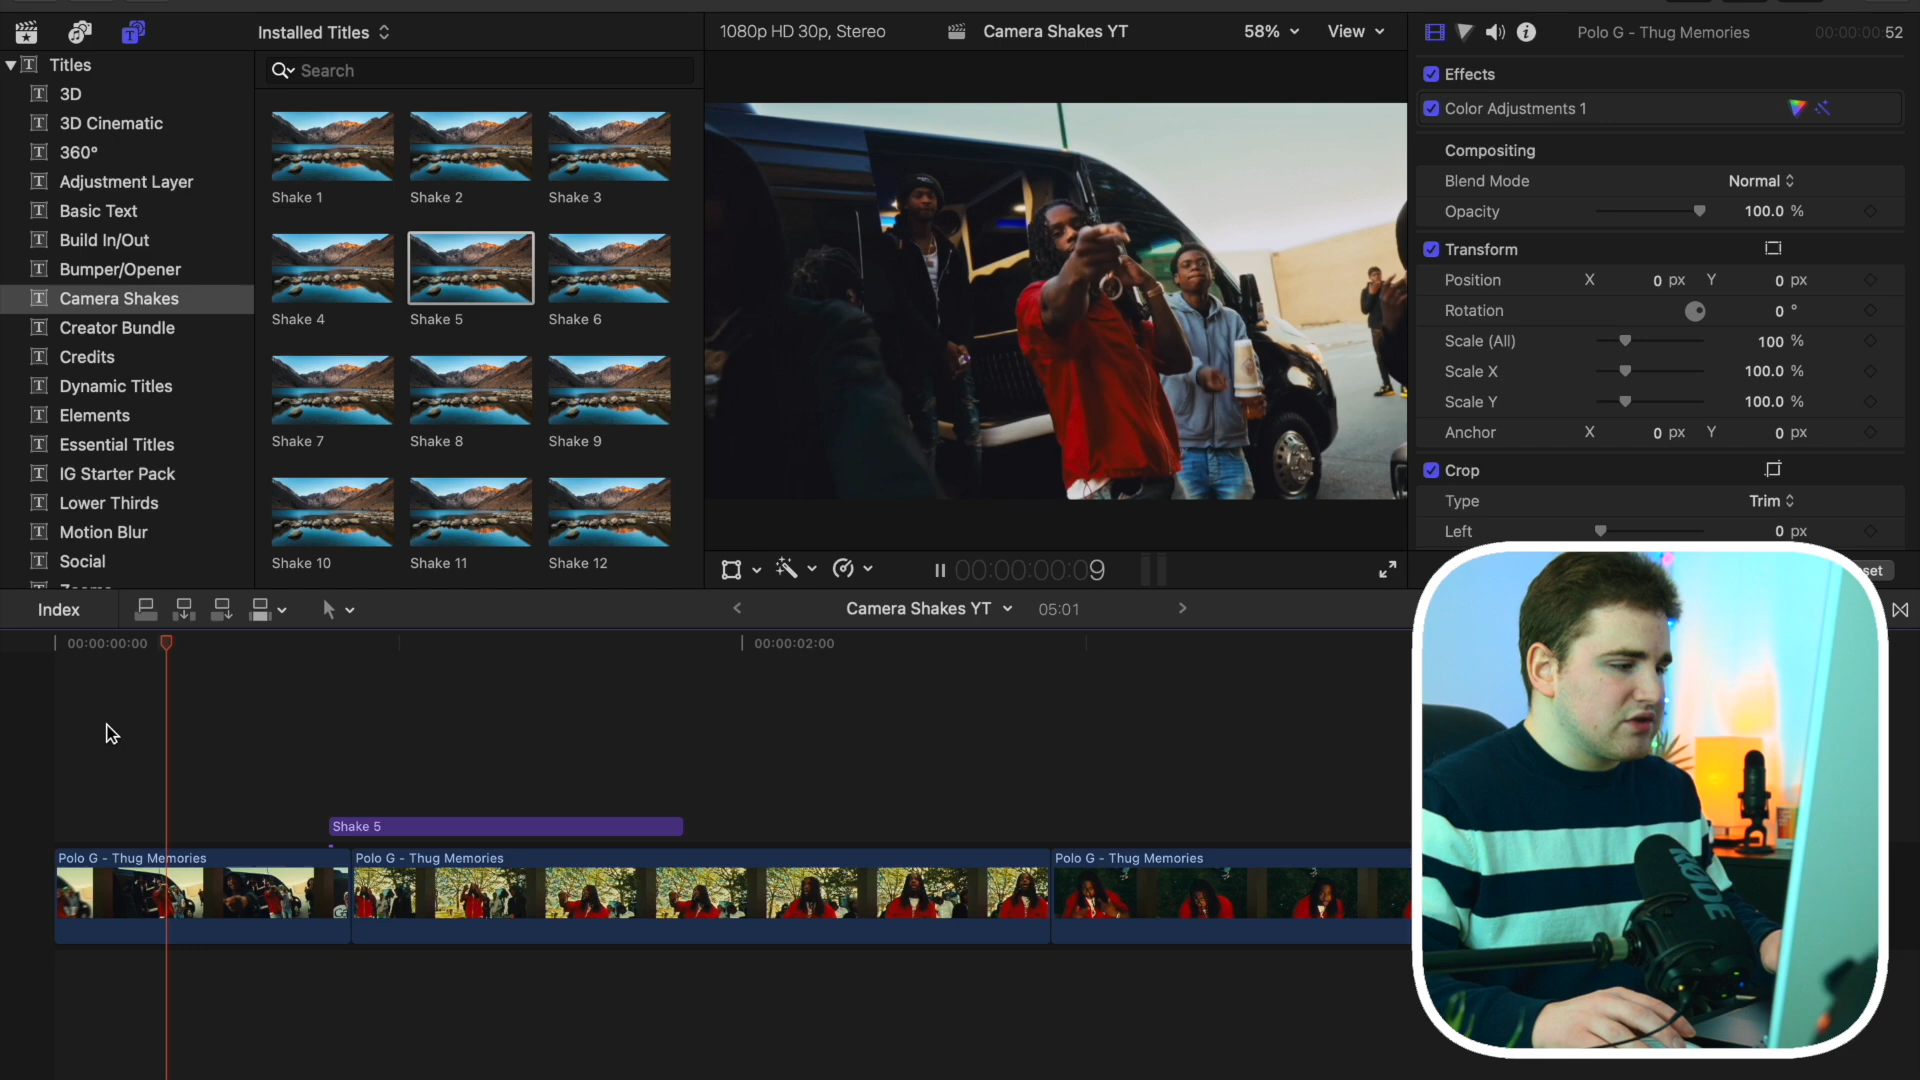 Installed Titles
1080p HD 30p, Stereo
Camera Shakes YT
58%
View
Polo G - Thug Memories
00:00:00:52
Titles
3D
3D Cinematic
360°
Adjustment Layer
Basic Text
Build In/Out
Bumper/Opener
Camera Shakes
Creator Bundle
Credits
Dynamic Titles
Elements
Essential Titles
IG Starter Pack
Lower Thirds
Motion Blur
Social
Search
Shake 1
Shake 2
Shake 3
Shake 4
Shake 5
Shake 6
Shake 7
Shake 8
Shake 9
Shake 10
Shake 11
Shake 12
00:00:00:09
Effects
Color Adjustments 1
Compositing
Blend Mode Normal
Opacity 100.0 %
Transform
Position X 0 px Y 0 px
Rotation 0 °
Scale (All) 100 %
Scale X 100.0 %
Scale Y 100.0 %
Anchor X 0 px Y 0 px
Crop
Type Trim
Left 0 px
Index
Camera Shakes YT
05:01
00:00:00:00
00:00:02:00
Shake 5
Polo G - Thug Memories
Polo G - Thug Memories
Polo G - Thug Memories
RØDE